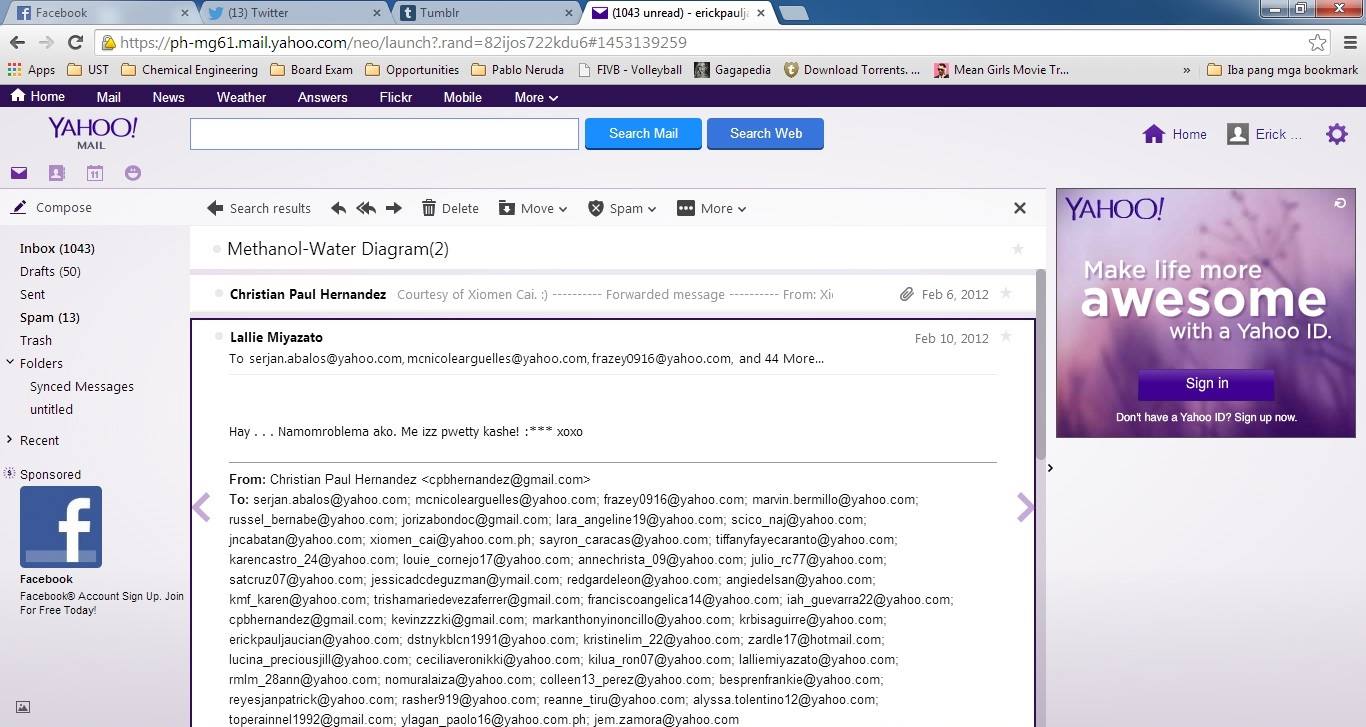 Facebook
(13) Twitter
Tumblr
(1043 unread) - erickpaulja
https://ph-mg61.mail.yahoo.com/neo/launch?.rand=82ijos722kdu6#1453139259
Apps UST Chemical Engineering Board Exam Opportunities Pablo Neruda FIVB - Volleyball Gagapedia Download Torrents. ... Mean Girls Movie Tr... » Iba pang mga bookmark
Home Mail News Weather Answers Flickr Mobile More
YAHOO!
MAIL
Search Mail
Search Web
Home
Erick ...
11
Compose
Search results
Delete
Move
Spam
More
Inbox (1043)
Drafts (50)
Sent
Spam (13)
Trash
Folders
Synced Messages
untitled
Recent
Sponsored
f
Facebook
Facebook® Account Sign Up. Join
For Free Today!
Methanol-Water Diagram(2)
Christian Paul Hernandez Courtesy of Xiomen Cai. :) ---------- Forwarded message ---------- From: Xi Feb 6, 2012
Lallie Miyazato Feb 10, 2012
To serjan.abalos@yahoo.com, mcnicolearguelles@yahoo.com, frazey0916@yahoo.com, and 44 More...
Hay . . . Namomroblema ako. Me izz pwetty kashe! :*** xoxo
From: Christian Paul Hernandez <cpbhernandez@gmail.com>
To: serjan.abalos@yahoo.com; mcnicolearguelles@yahoo.com; frazey0916@yahoo.com; marvin.bermillo@yahoo.com;
russel_bernabe@yahoo.com; jorizabondoc@gmail.com; lara_angeline19@yahoo.com; scico_naj@yahoo.com;
jncabatan@yahoo.com; xiomen_cai@yahoo.com.ph; sayron_caracas@yahoo.com; tiffanyfayecaranto@yahoo.com;
karencastro_24@yahoo.com; louie_cornejo17@yahoo.com; annechrista_09@yahoo.com; julio_rc77@yahoo.com;
satcruz07@yahoo.com; jessicadcdeguzman@ymail.com; redgardeleon@yahoo.com; angiedelsan@yahoo.com;
kmf_karen@yahoo.com; trishamariedevezaferrer@gmail.com; franciscoangelica14@yahoo.com; iah_guevarra22@yahoo.com;
cpbhernandez@gmail.com; kevinzzzki@gmail.com; markanthonyinoncillo@yahoo.com; krbisaguirre@yahoo.com;
erickpauljaucian@yahoo.com; dstnykblcn1991@yahoo.com; kristinelim_22@yahoo.com; zardle17@hotmail.com;
lucina_preciousjill@yahoo.com; ceciliaveronikki@yahoo.com; kilua_ron07@yahoo.com; lalliemiyazato@yahoo.com;
rmlm_28ann@yahoo.com; nomuralaiza@yahoo.com; colleen13_perez@yahoo.com; besprenfrankie@yahoo.com;
reyesjanpatrick@yahoo.com; rasher919@yahoo.com; reanne_tiru@yahoo.com; alyssa.tolentino12@yahoo.com;
toperainnel1992@gmail.com; ylagan_paolo16@yahoo.com.ph; jem.zamora@yahoo.com
YAHOO!
Make life more
awesome
with a Yahoo ID.
Sign in
Don't have a Yahoo ID? Sign up now.